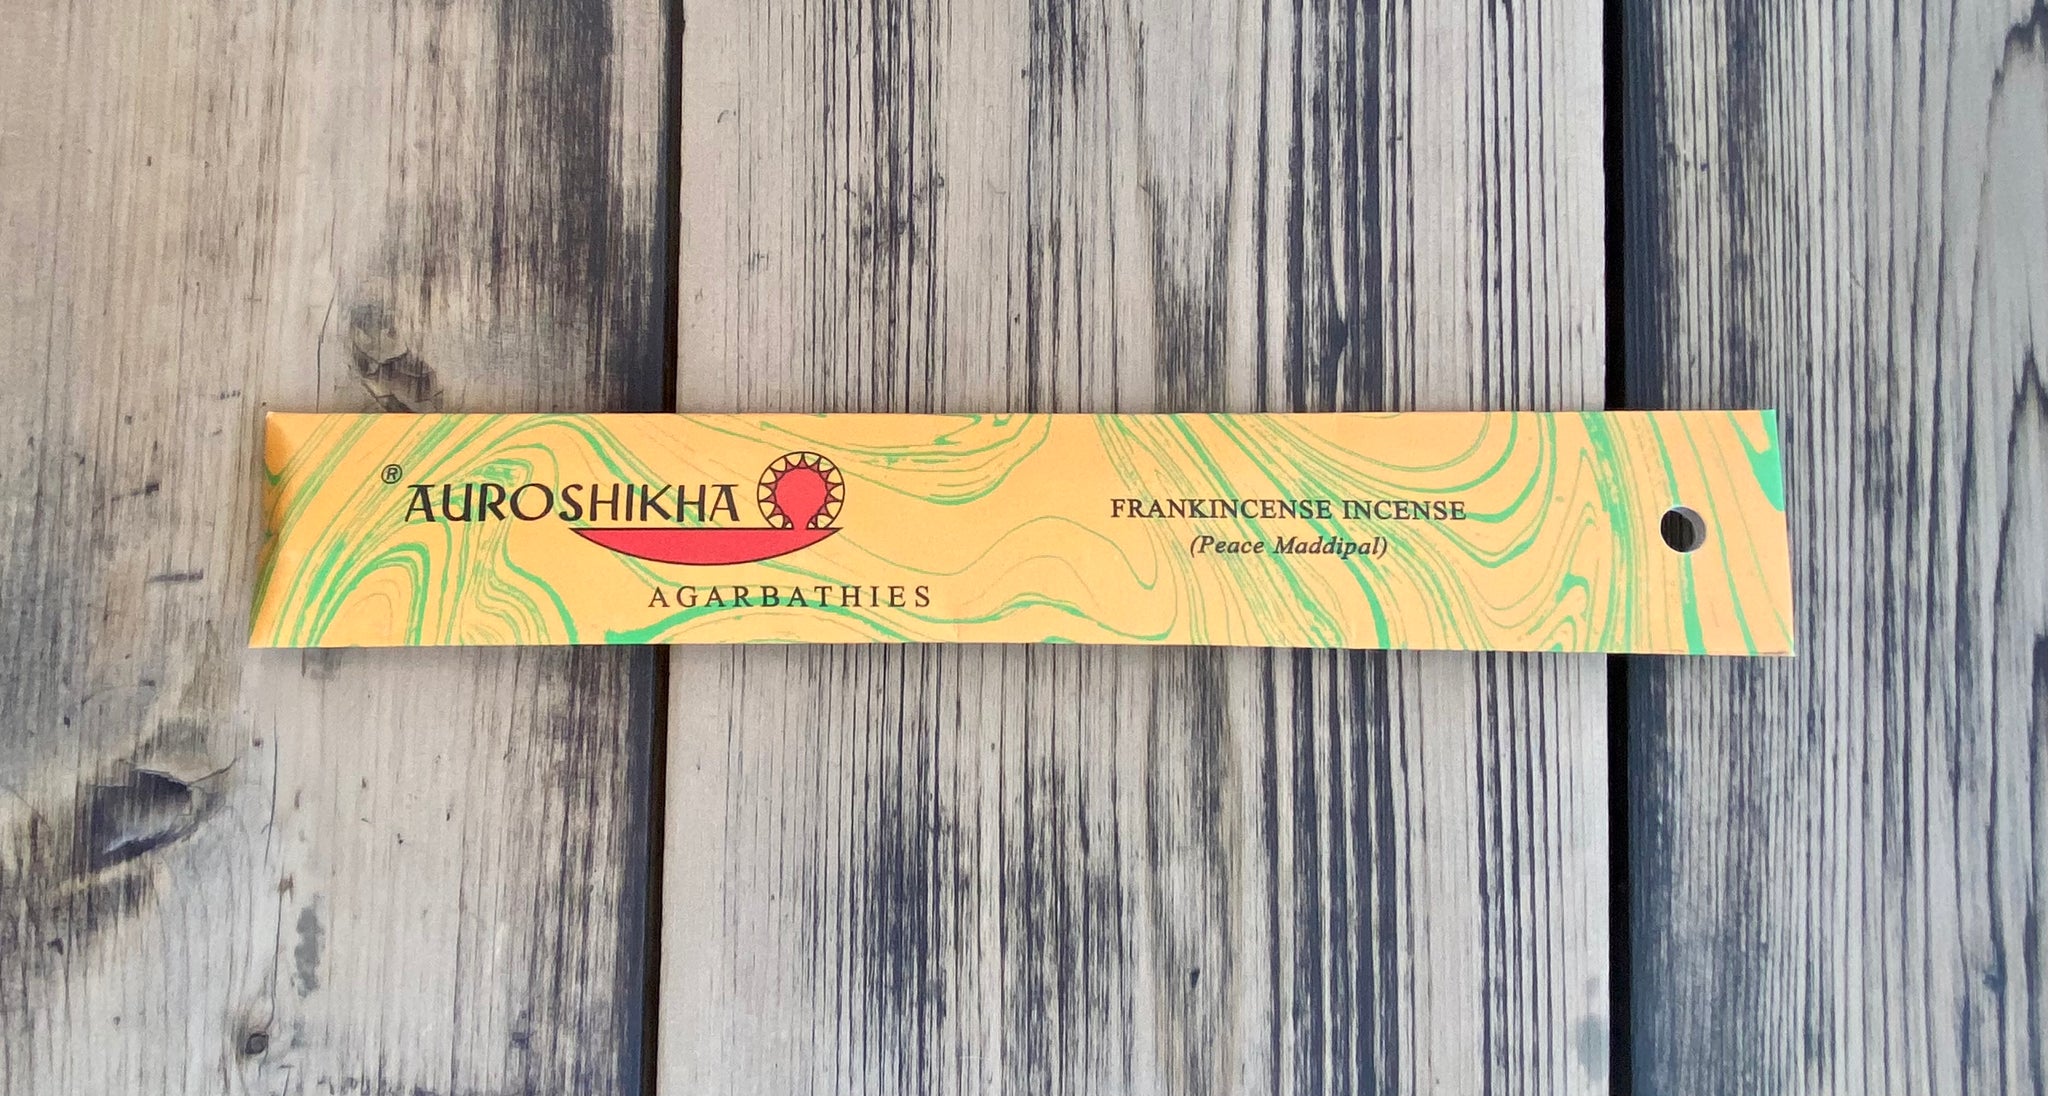 ® AUROSHIKHA
AGARBATHIES
FRANKINCENSE INCENSE
(Peace Maddipal)